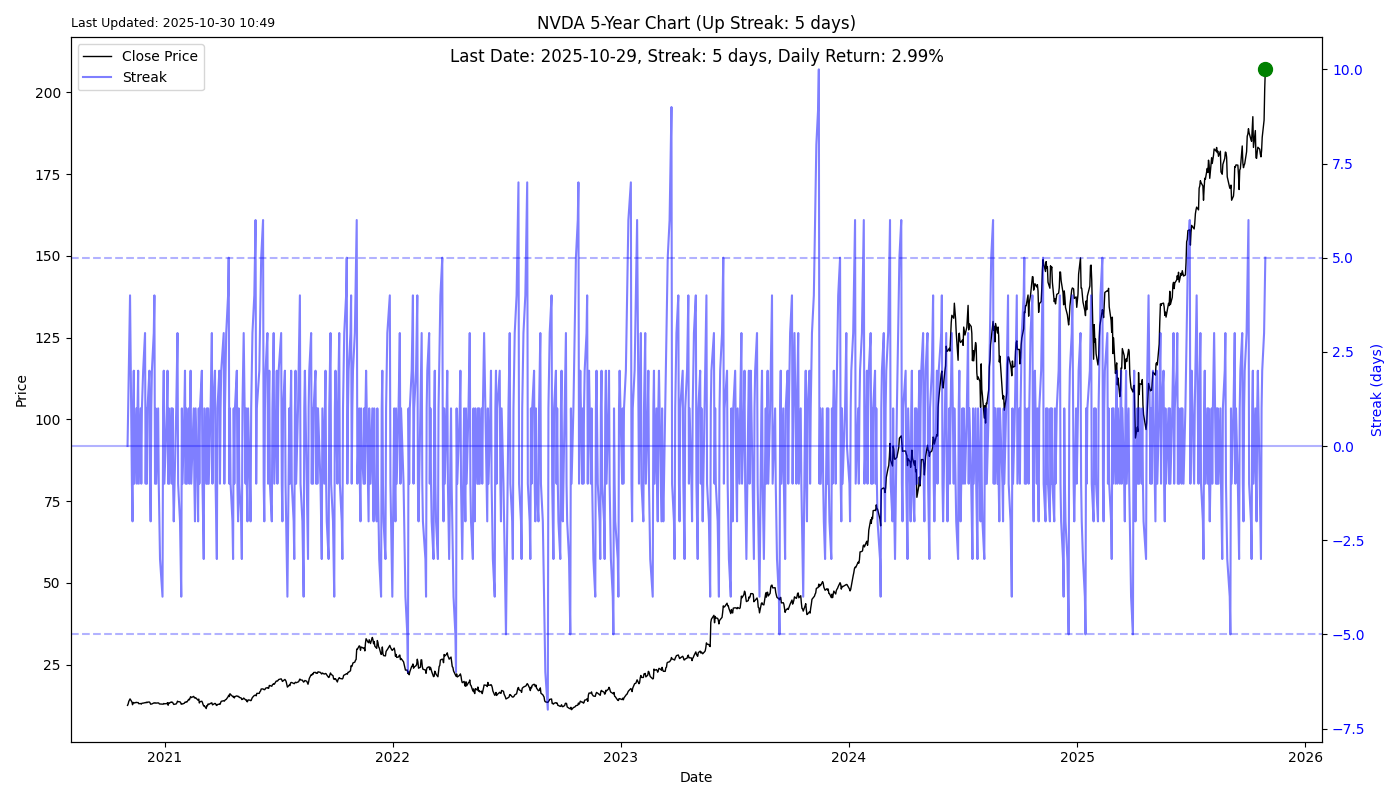 Last Updated: 2025-10-30 10:49
NVDA 5-Year Chart (Up Streak: 5 days)
Last Date: 2025-10-29, Streak: 5 days, Daily Return: 2.99%
Close Price
Streak
Price
200
175
150
125
100
75
50
25
10.0
7.5
5.0
2.5
0.0
−2.5
−5.0
−7.5
Streak (days)
2021
2022
2023
2024
2025
2026
Date